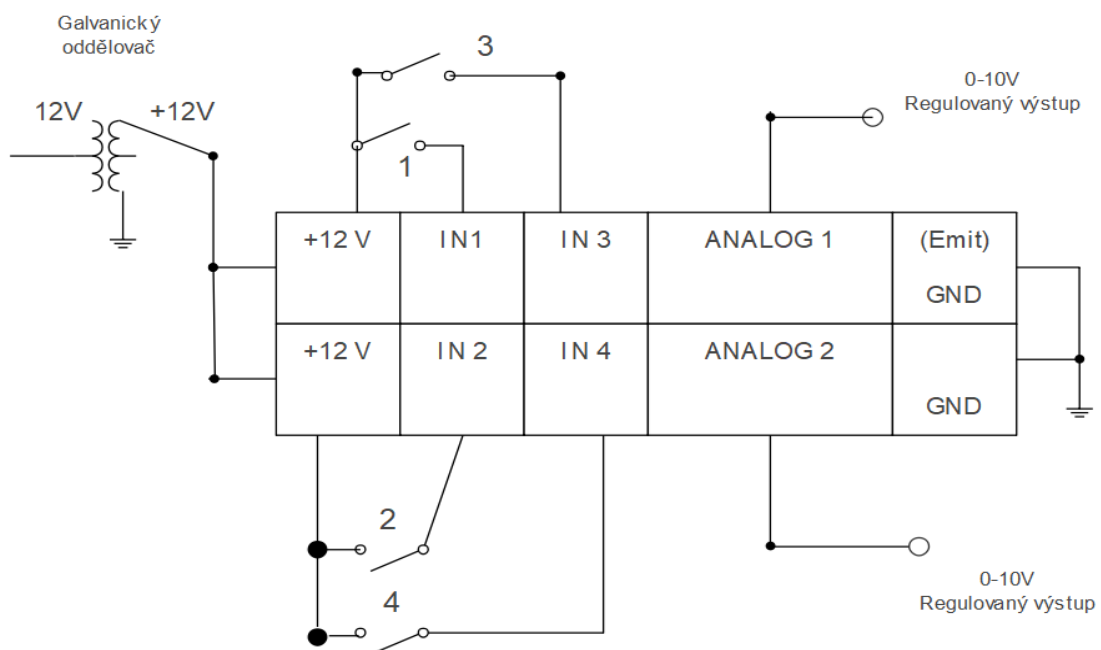 Galvanický
oddělovač
12V
+12V
3
1
0-10V
Regulovaný výstup
+12 V
IN1
IN 3
ANALOG 1
(Emit)
GND
+12 V
IN 2
IN 4
ANALOG 2
GND
2
4
0-10V
Regulovaný výstup